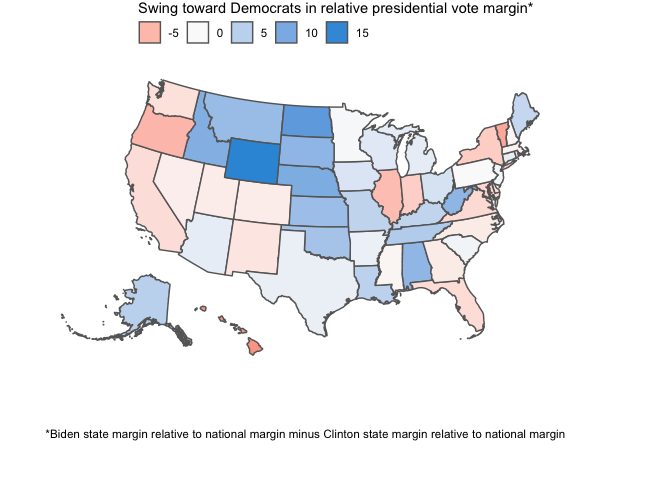 Swing toward Democrats in relative presidential vote margin*
-5 0 5 10 15
*Biden state margin relative to national margin minus Clinton state margin relative to national margin